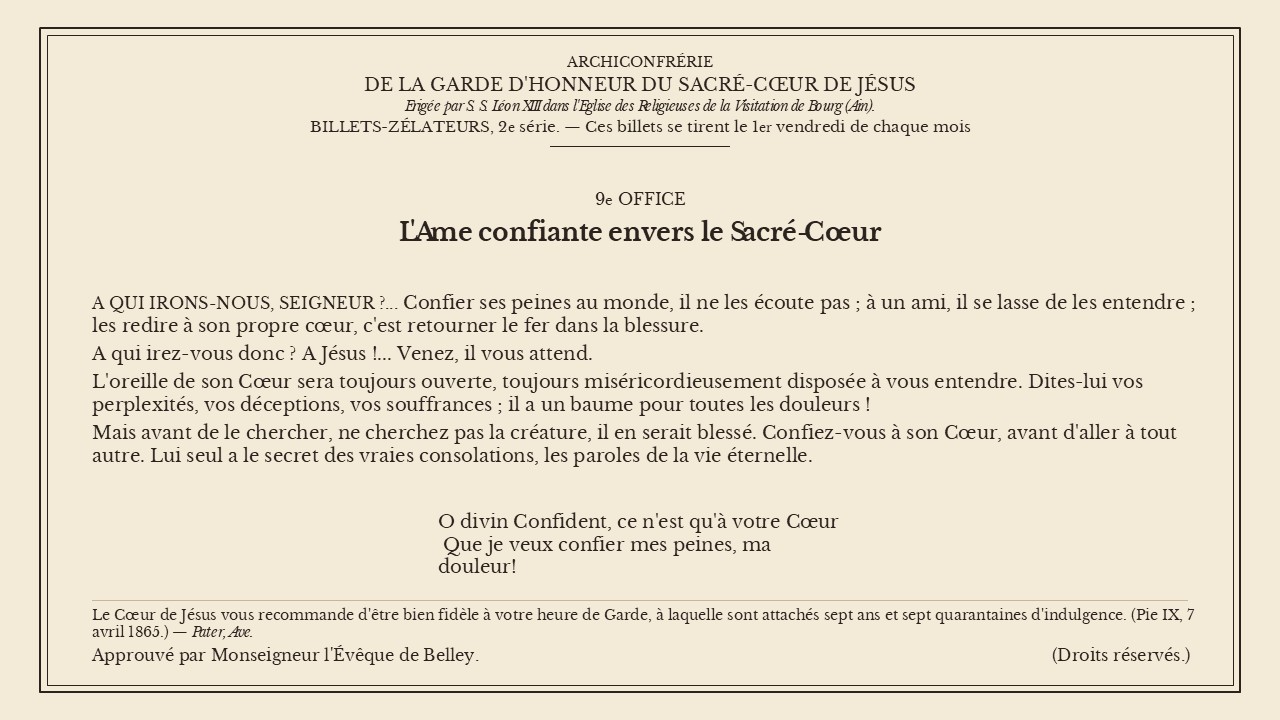 ARCHICONFRÉRIE
DE LA GARDE D'HONNEUR DU SACRÉ-CŒUR DE JÉSUS
Erigée par S. S. Léon XIII dans l'Eglise des Religieuses de la Visitation de Bourg (Ain).
BILLETS-ZÉLATEURS, 2e série. — Ces billets se tirent le 1er vendredi de chaque mois
9e OFFICE
L'Ame confiante envers le Sacré-Cœur
A QUI IRONS-NOUS, SEIGNEUR ?... Confier ses peines au monde, il ne les écoute pas ; à un ami, il se lasse de les entendre ;
les redire à son propre cœur, c'est retourner le fer dans la blessure.
A qui irez-vous donc ? A Jésus !... Venez, il vous attend.
L'oreille de son Cœur sera toujours ouverte, toujours miséricordieusement disposée à vous entendre. Dites-lui vos
perplexités, vos déceptions, vos souffrances ; il a un baume pour toutes les douleurs !
Mais avant de le chercher, ne cherchez pas la créature, il en serait blessé. Confiez-vous à son Cœur, avant d'aller à tout
autre. Lui seul a le secret des vraies consolations, les paroles de la vie éternelle.
O divin Confident, ce n'est qu'à votre Cœur
Que je veux confier mes peines, ma
douleur!
Le Cœur de Jésus vous recommande d'être bien fidèle à votre heure de Garde, à laquelle sont attachés sept ans et sept quarantaines d'indulgence. (Pie IX, 7
avril 1865.) — Pater, Ave.
Approuvé par Monseigneur l'Évêque de Belley. (Droits réservés.)